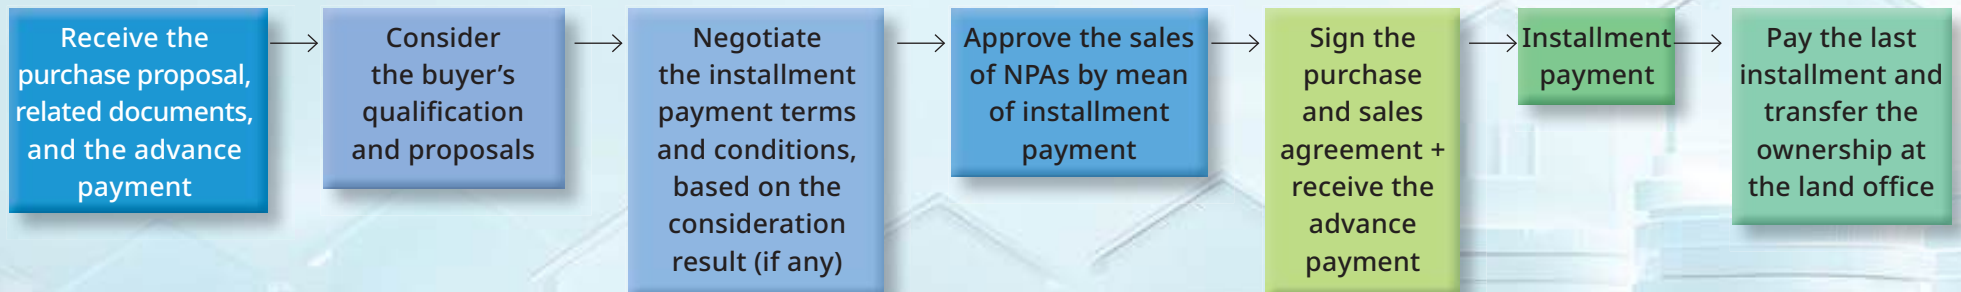 Receive the
purchase proposal,
related documents,
and the advance
payment
Consider
the buyer's
qualification
and proposals
Negotiate
the installment
payment terms
and conditions,
based on the
consideration
result (if any)
Approve the sales
of NPAs by mean
of installment
payment
Sign the
purchase
and sales
agreement +
receive the
advance
payment
Installment
payment
Pay the last
installment and
transfer the
ownership at
the land office